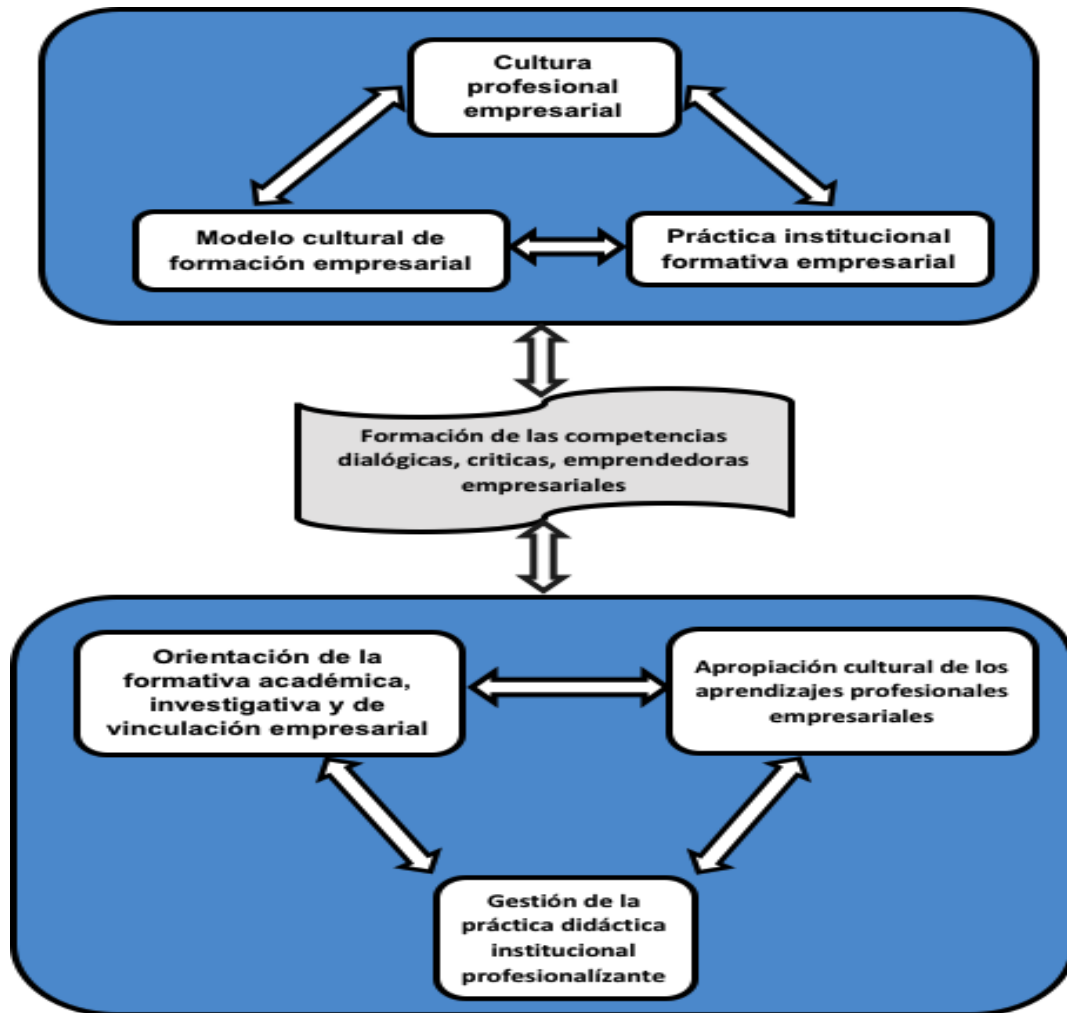 Cultura
profesional
empresarial
Modelo cultural de
formación empresarial
Práctica institucional
formativa empresarial
Formación de las competencias
dialógicas, criticas, emprendedoras
empresariales
Orientación de la
formativa académica,
investigativa y de
vinculación empresarial
Apropiación cultural de los
aprendizajes profesionales
empresariales
Gestión de la
práctica didáctica
institucional
profesionalízante